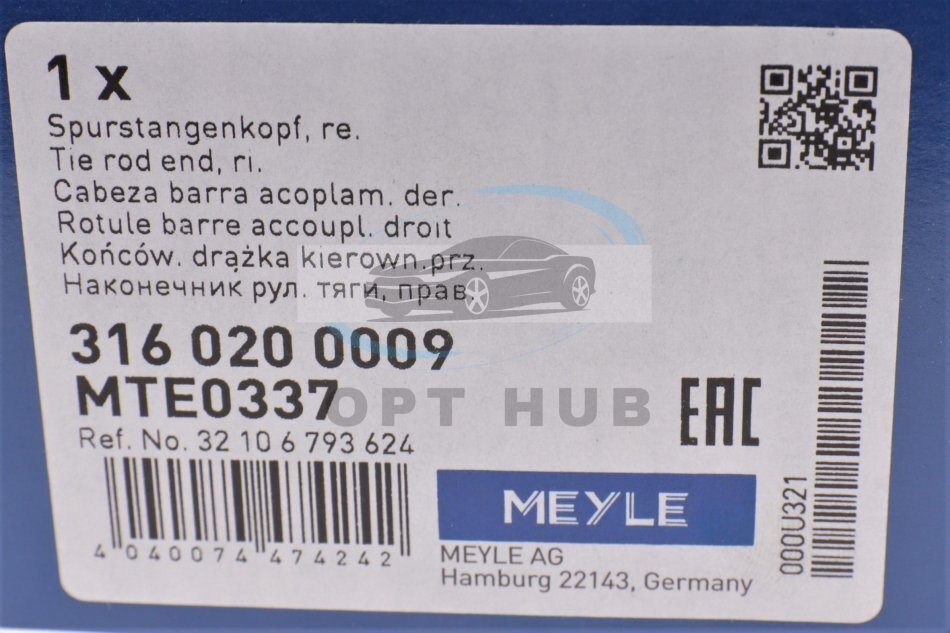 1 x
Spurstangenkopf, re.
Tie rod end, ri.
Cabeza barra acoplam. der.
Rotule barre accoupl. droit
Końców. drążka kierown.prz.
Наконечник рул. тяги, прав.
316 020 0009
MTE0337
OPT HUB
EAC
Ref. No. 32 10 6 793 624
4 040074 474242
MEYLE
MEYLE AG
Hamburg 22143, Germany
000U321